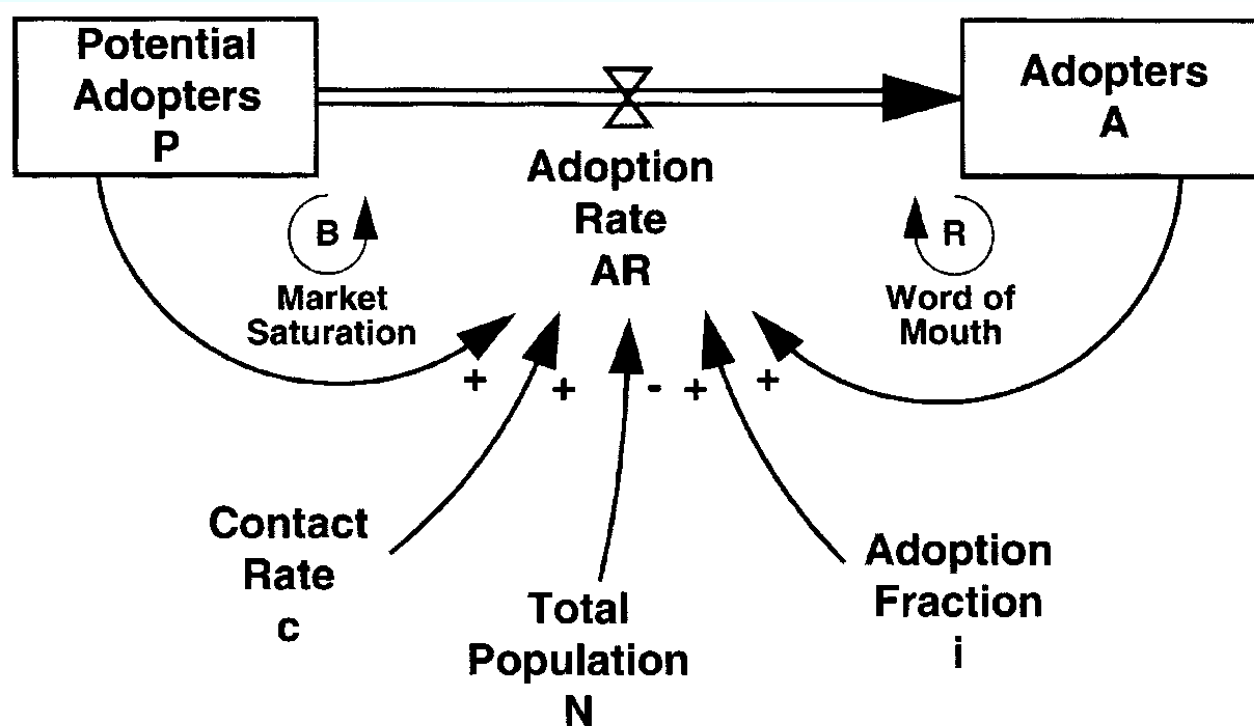 Potential
Adopters
P
Adoption
Rate
AR
Adopters
A
B
Market
Saturation
R
Word of
Mouth
+
+
-
+
+
Contact
Rate
c
Total
Population
N
Adoption
Fraction
i